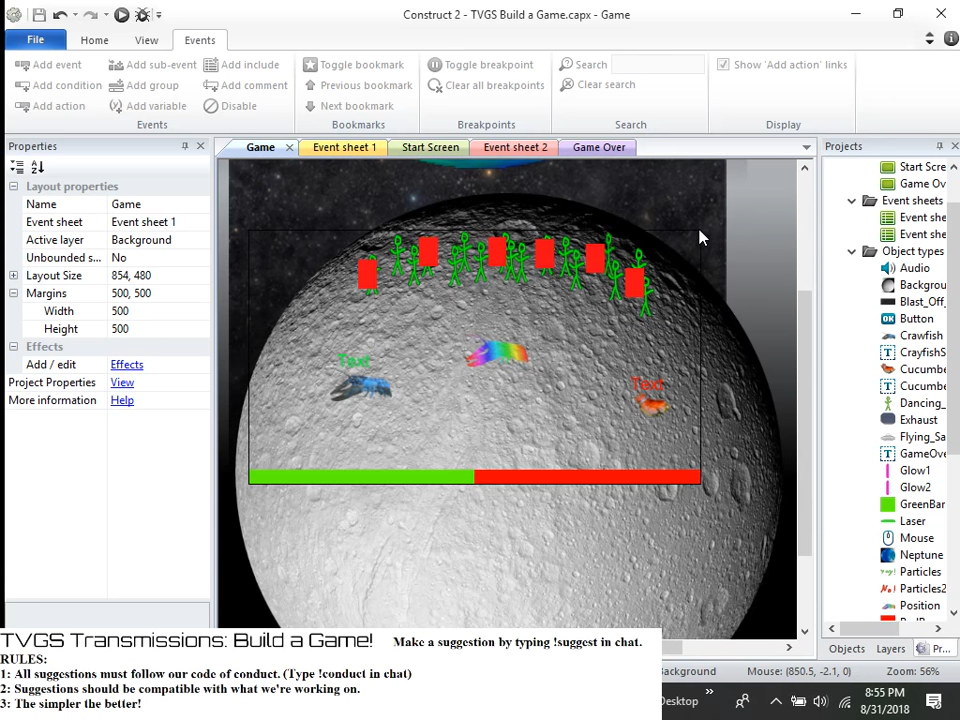 Construct 2 - TVGS Build a Game.capx - Game
File Home View Events
Add event Add sub-event Add include
Add condition Add group Add comment
Add action Add variable Disable
Events
Toggle bookmark
Previous bookmark
Next bookmark
Bookmarks
Toggle breakpoint
Clear all breakpoints
Breakpoints
Search
Clear search
Search
Show 'Add action' links
Display
Properties
Layout properties
Name Game
Event sheet Event sheet 1
Active layer Background
Unbounded s... No
Layout Size 854, 480
Margins 500, 500
Width 500
Height 500
Effects
Add / edit Effects
Project Properties View
More information Help
Game Event sheet 1 Start Screen Event sheet 2 Game Over
Text
Text
Projects
Start Scre
Game Ov
Event sheets
Event she
Event she
Object types
Audio
Backgrou
Blast_Off_
Button
Crawfish
CrayfishS
Cucumbe
Cucumbe
Dancing_
Exhaust
Flying_Sa
GameOve
Glow1
Glow2
GreenBar
Laser
Mouse
Neptune
Particles
Particles2
Position
Objects Layers Pr...
ackground Mouse: (850.5, -2.1, 0) Zoom: 56%
TVGS Transmissions: Build a Game! Make a suggestion by typing !suggest in chat.
RULES:
1: All suggestions must follow our code of conduct. (Type !conduct in chat)
2: Suggestions should be compatible with what we're working on.
3: The simpler the better!
Desktop
8:55 PM
8/31/2018